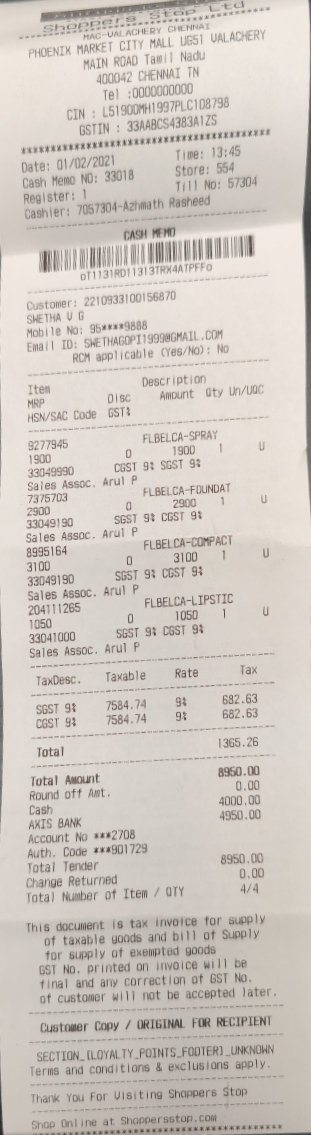 Shoppers Stop Ltd
MAC-VALACHERY CHENNAI
PHOENIX MARKET CITY MALL UG51 VALACHERY
MAIN ROAD Tamil Nadu
400042 CHENNAI TN
Tel :0000000000
CIN : L51900MH1997PLC108798
GSTIN : 33AABCS4383A1ZS
Date: 01/02/2021 Time: 13:45
Cash Memo NO: 33018 Store: 554
Register: 1 Till No: 57304
Cashier: 7057304-Azhmath Rasheed
CASH MEMO
oT1131RD11313TRX4ATPFFo
Customer: 2210933100156870
SWETHA V G
Mobile No: 95****9888
Email ID: SWETHAGOPI1999@GMAIL.COM
RCM applicable (Yes/No): No
Item Description
MRP Disc Amount Qty Un/UQC
HSN/SAC Code GST%
9277945 FLBELCA-SPRAY
1900 0 1900 1 U
33049990 CGST 9% SGST 9%
Sales Assoc. Arul P
7375703 FLBELCA-FOUNDAT
2900 0 2900 1 U
33049190 SGST 9% CGST 9%
Sales Assoc. Arul P
8995164 FLBELCA-COMPACT
3100 0 3100 1 U
33049190 SGST 9% CGST 9%
Sales Assoc. Arul P
204111265 FLBELCA-LIPSTIC
1050 0 1050 1 U
33041000 SGST 9% CGST 9%
Sales Assoc. Arul P
TaxDesc. Taxable Rate Tax
SGST 9% 7584.74 9% 682.63
CGST 9% 7584.74 9% 682.63
Total 1365.26
Total Amount 8950.00
Round off Amt. 0.00
Cash 4000.00
AXIS BANK 4950.00
Account No ***2708
Auth. Code ***901729
Total Tender 8950.00
Change Returned 0.00
Total Number of Item / QTY 4/4
This document is tax invoice for supply
of taxable goods and bill of Supply
for supply of exempted goods
GST No. printed on invoice will be
final and any correction of GST No.
of customer will not be accepted later.
Customer Copy / ORIGINAL FOR RECIPIENT
SECTION_[LOYALTY_POINTS_FOOTER]_UNKNOWN
Terms and conditions & exclusions apply.
Thank You For Visiting Shoppers Stop
Shop Online at Shoppersstop.com